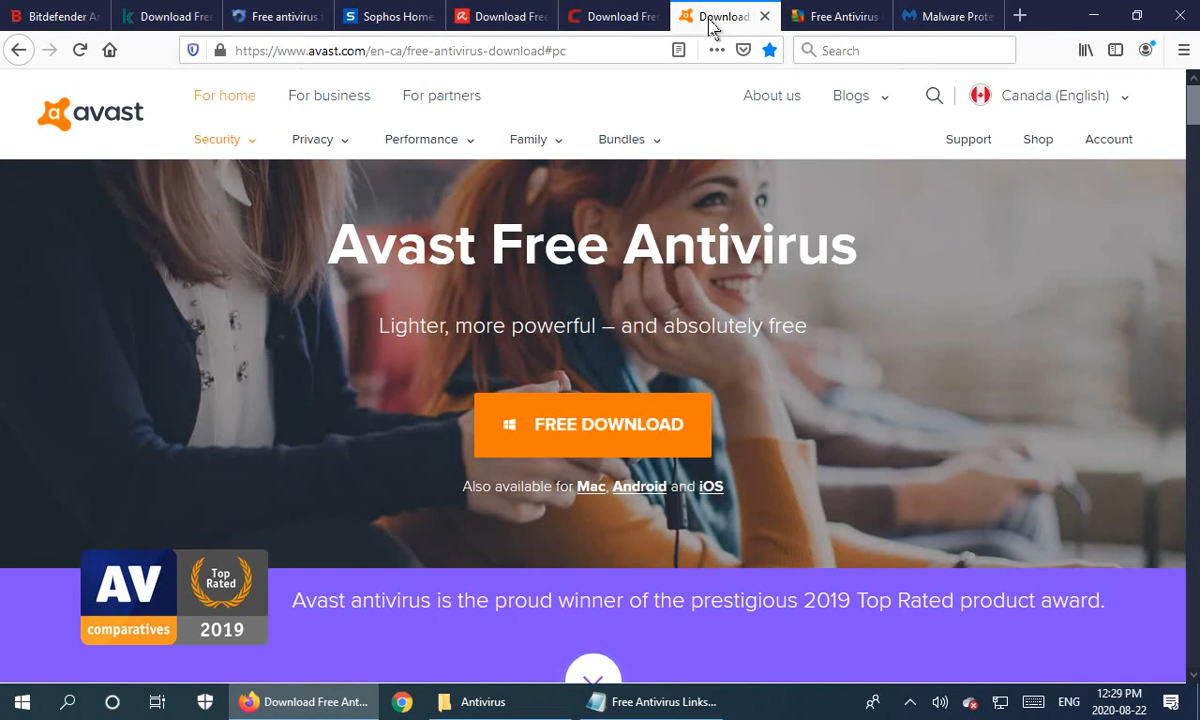 Bitdefender An
Download Free
Free antivirus f
Sophos Home
Download Free
Download Fre
Download
Free Antivirus
Malware Prote
https://www.avast.com/en-ca/free-antivirus-download#pc
Search
avast
For home
For business
For partners
About us
Blogs
Canada (English)
Security
Privacy
Performance
Family
Bundles
Support
Shop
Account
Avast Free Antivirus
Lighter, more powerful – and absolutely free
FREE DOWNLOAD
Also available for Mac, Android and iOS
AV
comparatives
Top
Rated
2019
Avast antivirus is the proud winner of the prestigious 2019 Top Rated product award.
Download Free Ant...
Antivirus
Free Antivirus Links...
ENG
12:29 PM
2020-08-22